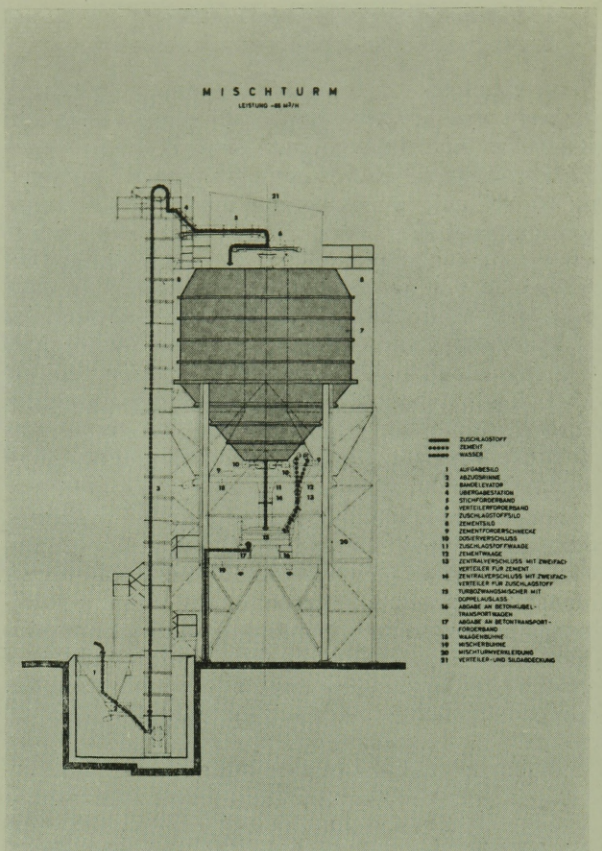 MISCHTURM
LEISTUNG ~85 M³/H
ZUSCHLAGSTOFF
ZEMENT
WASSER
1 AUFGABESILO
2 ABZUGSRINNE
3 BANDELEVATOR
4 ÜBERGABESTATION
5 STICHFÖRDERBAND
6 VERTEILERFÖRDERBAND
7 ZUSCHLAGSTOFFSILO
8 ZEMENTSILO
9 ZEMENTFÖRDERSCHNECKE
10 DOSIERVERSCHLUSS
11 ZUSCHLAGSTOFFWAAGE
12 ZEMENTWAAGE
13 ZENTRALVERSCHLUSS MIT ZWEIFACH-
VERTEILER FÜR ZEMENT
14 ZENTRALVERSCHLUSS MIT ZWEIFACH-
VERTEILER FÜR ZUSCHLAGSTOFF
15 TURBOZWANGSMISCHER MIT
DOPPELAUSLASS
16 ABGABE AN BETONKÜBEL-
TRANSPORTWAGEN
17 ABGABE AN BETONTRANSPORT-
FÖRDERBAND
18 WAAGENBÜHNE
19 MISCHERBÜHNE
20 MISCHTURMVERKLEIDUNG
21 VERTEILER- UND SILOABDECKUNG